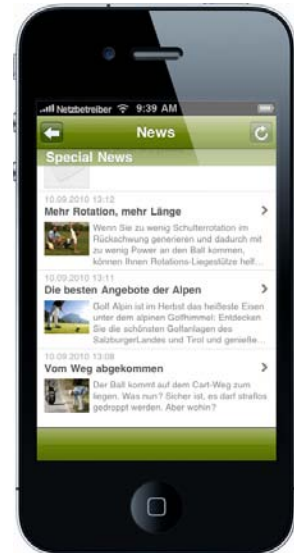 Netzbetreiber 9:39 AM
News
Special News
10.09.2010 13:12
Mehr Rotation, mehr Länge
Wenn Sie zu wenig Schulterrotation im
Rückschwung generieren und dadurch mit
zu wenig Power an den Ball kommen,
können Ihnen Rotations-Liegestütze helf...
10.09.2010 13:11
Die besten Angebote der Alpen
Golf Alpin ist im Herbst das heißeste Eisen
unter dem alpinen Golfhimmel: Entdecken
Sie die schönsten Golfanlagen des
SalzburgerLandes und Tirol und genieße...
10.09.2010 13:08
Vom Weg abgekommen
Der Ball kommt auf dem Cart-Weg zum
liegen. Was nun? Sicher ist, es darf straflos
gedroppt werden. Aber wohin?